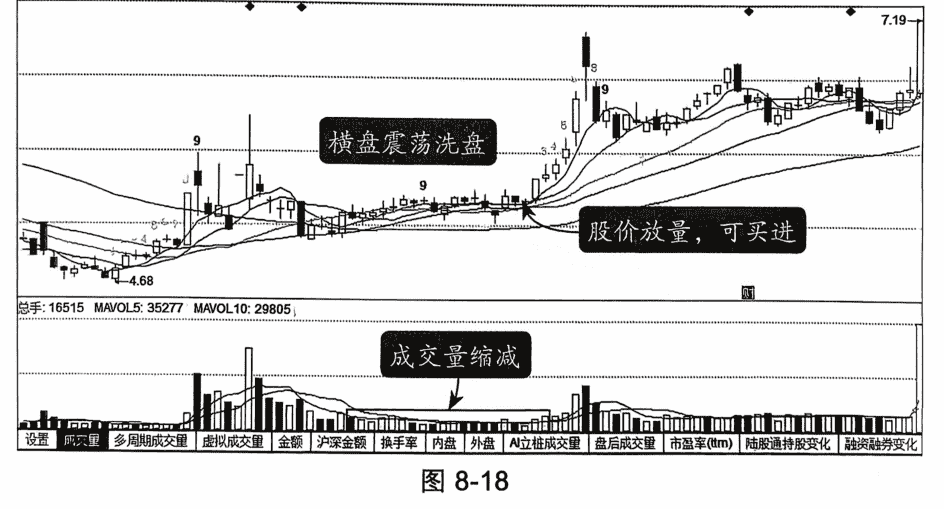 7.19
8
9
9
横盘震荡洗盘
3 4
6
9
股价放量，可买进
4.68
财
总手: 16515 MAVOL5: 35277 MAVOL10: 29805
成交量缩减
设置 成交量 多周期成交量 虚拟成交量 金额 沪深金额 换手率 内盘 外盘 AI立桩成交量 盘后成交量 市盈率(ttm) 陆股通持股变化 融资融券变化
图 8-18